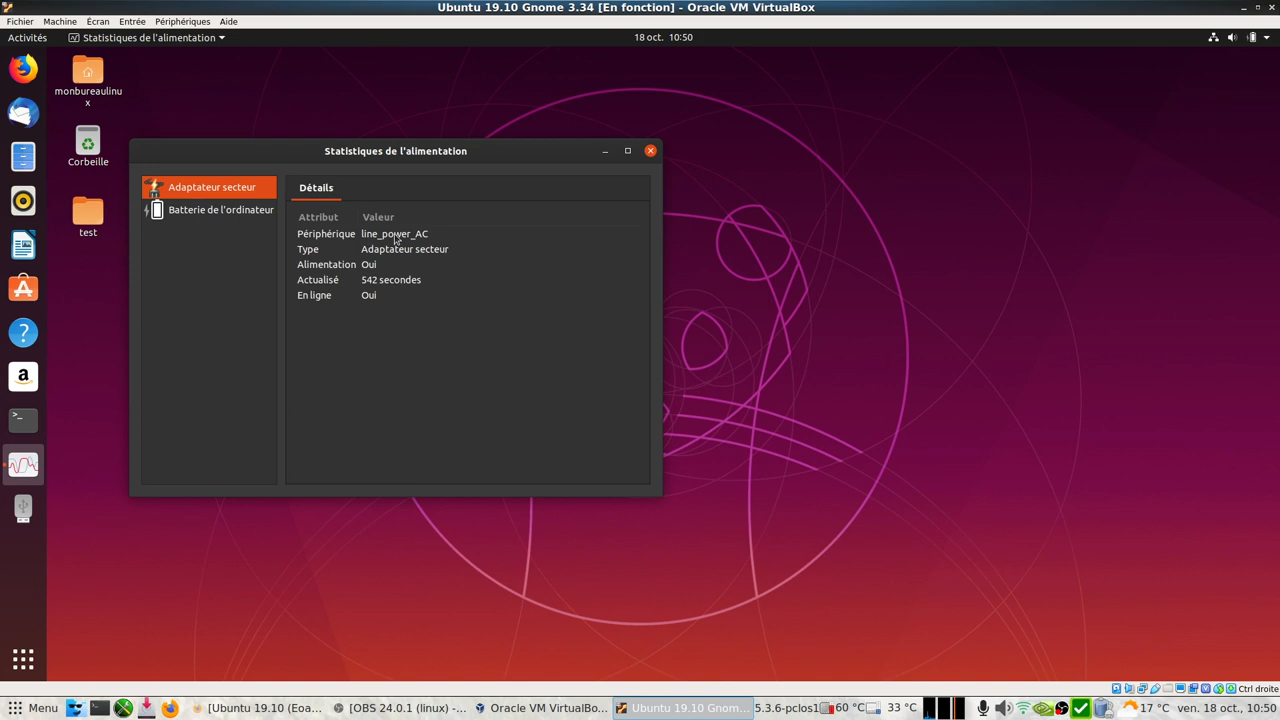 Ubuntu 19.10 Gnome 3.34 [En fonction] - Oracle VM VirtualBox
Fichier Machine Écran Entrée Périphériques Aide
Activités Statistiques de l'alimentation 18 oct. 10:50
monbureaulinu
x
Corbeille
test
Statistiques de l'alimentation
Adaptateur secteur
Batterie de l'ordinateur
Détails
Attribut Valeur
Périphérique line_power_AC
Type Adaptateur secteur
Alimentation Oui
Actualisé 542 secondes
En ligne Oui
Ctrl droite
Menu [Ubuntu 19.10 (Eoa... [OBS 24.0.1 (linux) -... Oracle VM VirtualBo... Ubuntu 19.10 Gnom... 5.3.6-pclos1 60 °C 33 °C 17 °C ven. 18 oct., 10:50